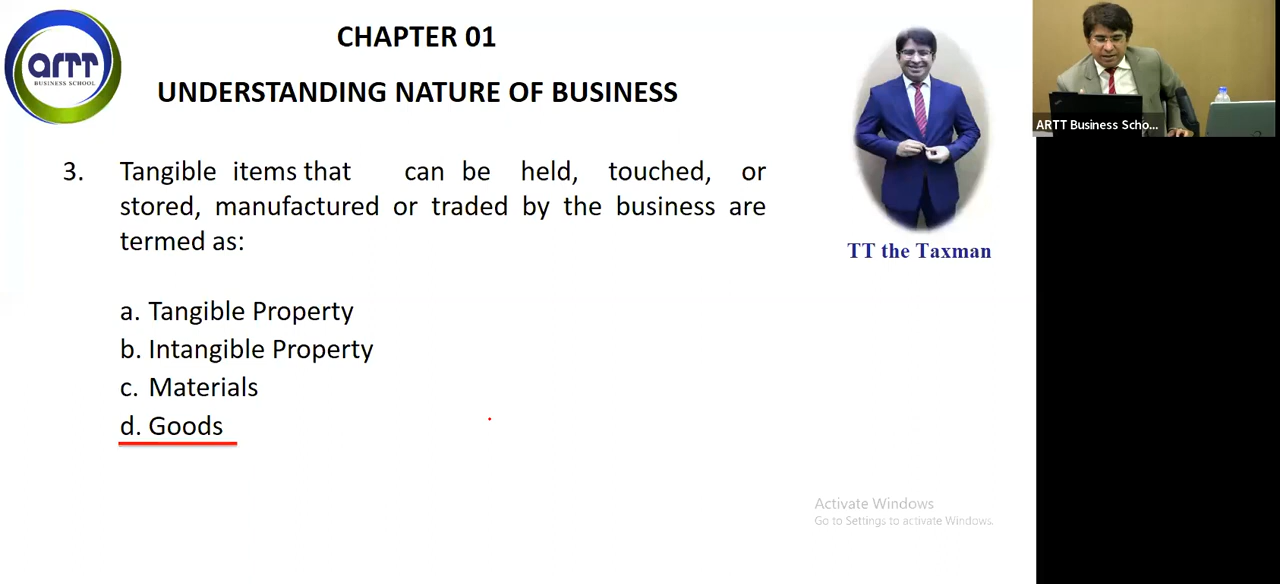 CHAPTER 01
UNDERSTANDING NATURE OF BUSINESS
ARTT
BUSINESS SCHOOL
3. Tangible items that can be held, touched, or
stored, manufactured or traded by the business are
termed as:
a. Tangible Property
b. Intangible Property
c. Materials
d. Goods
TT the Taxman
ARTT Business Scho...
Activate Windows
Go to Settings to activate Windows.